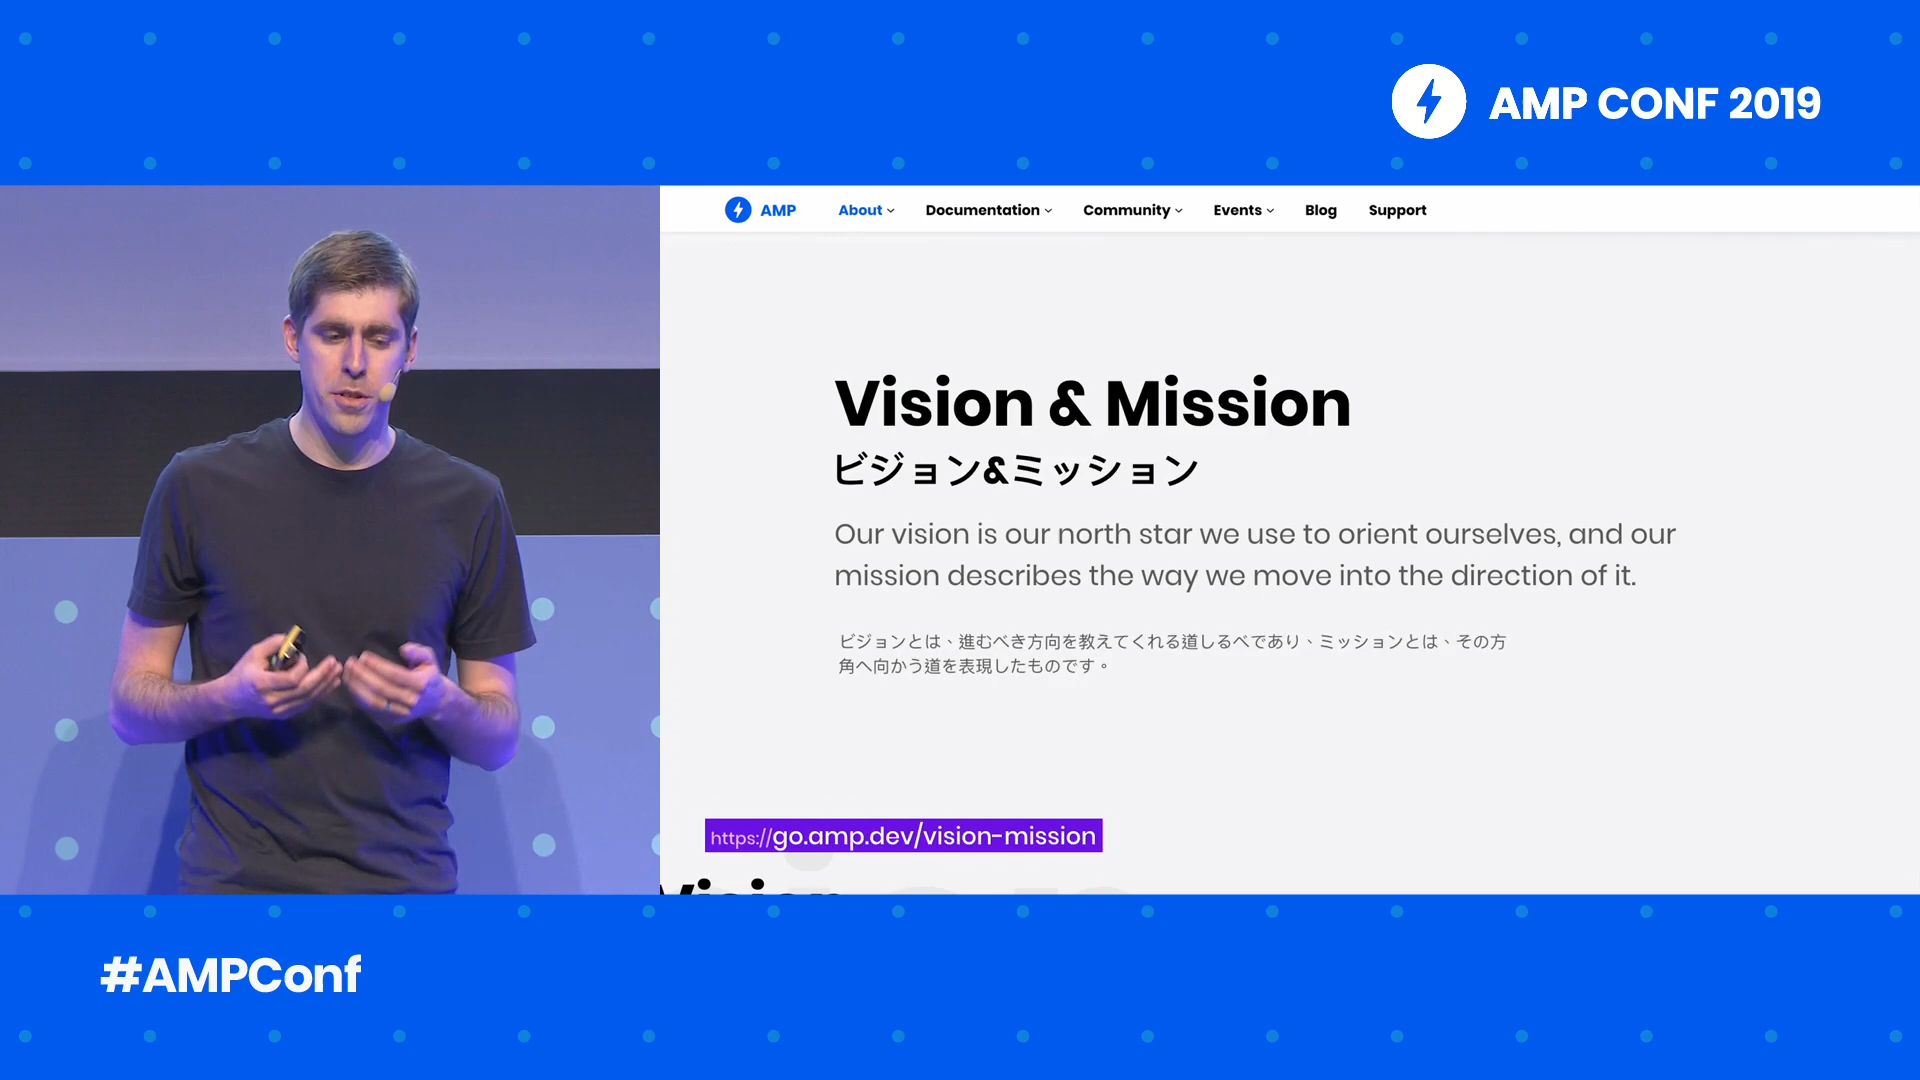 AMP CONF 2019
AMP About Documentation Community Events Blog Support
Vision & Mission
ビジョン&ミッション
Our vision is our north star we use to orient ourselves, and our
mission describes the way we move into the direction of it.
ビジョンとは、進むべき方向を教えてくれる道しるべであり、ミッションとは、その方
角へ向かう道を表現したものです。
https://go.amp.dev/vision-mission
Vision
#AMPConf